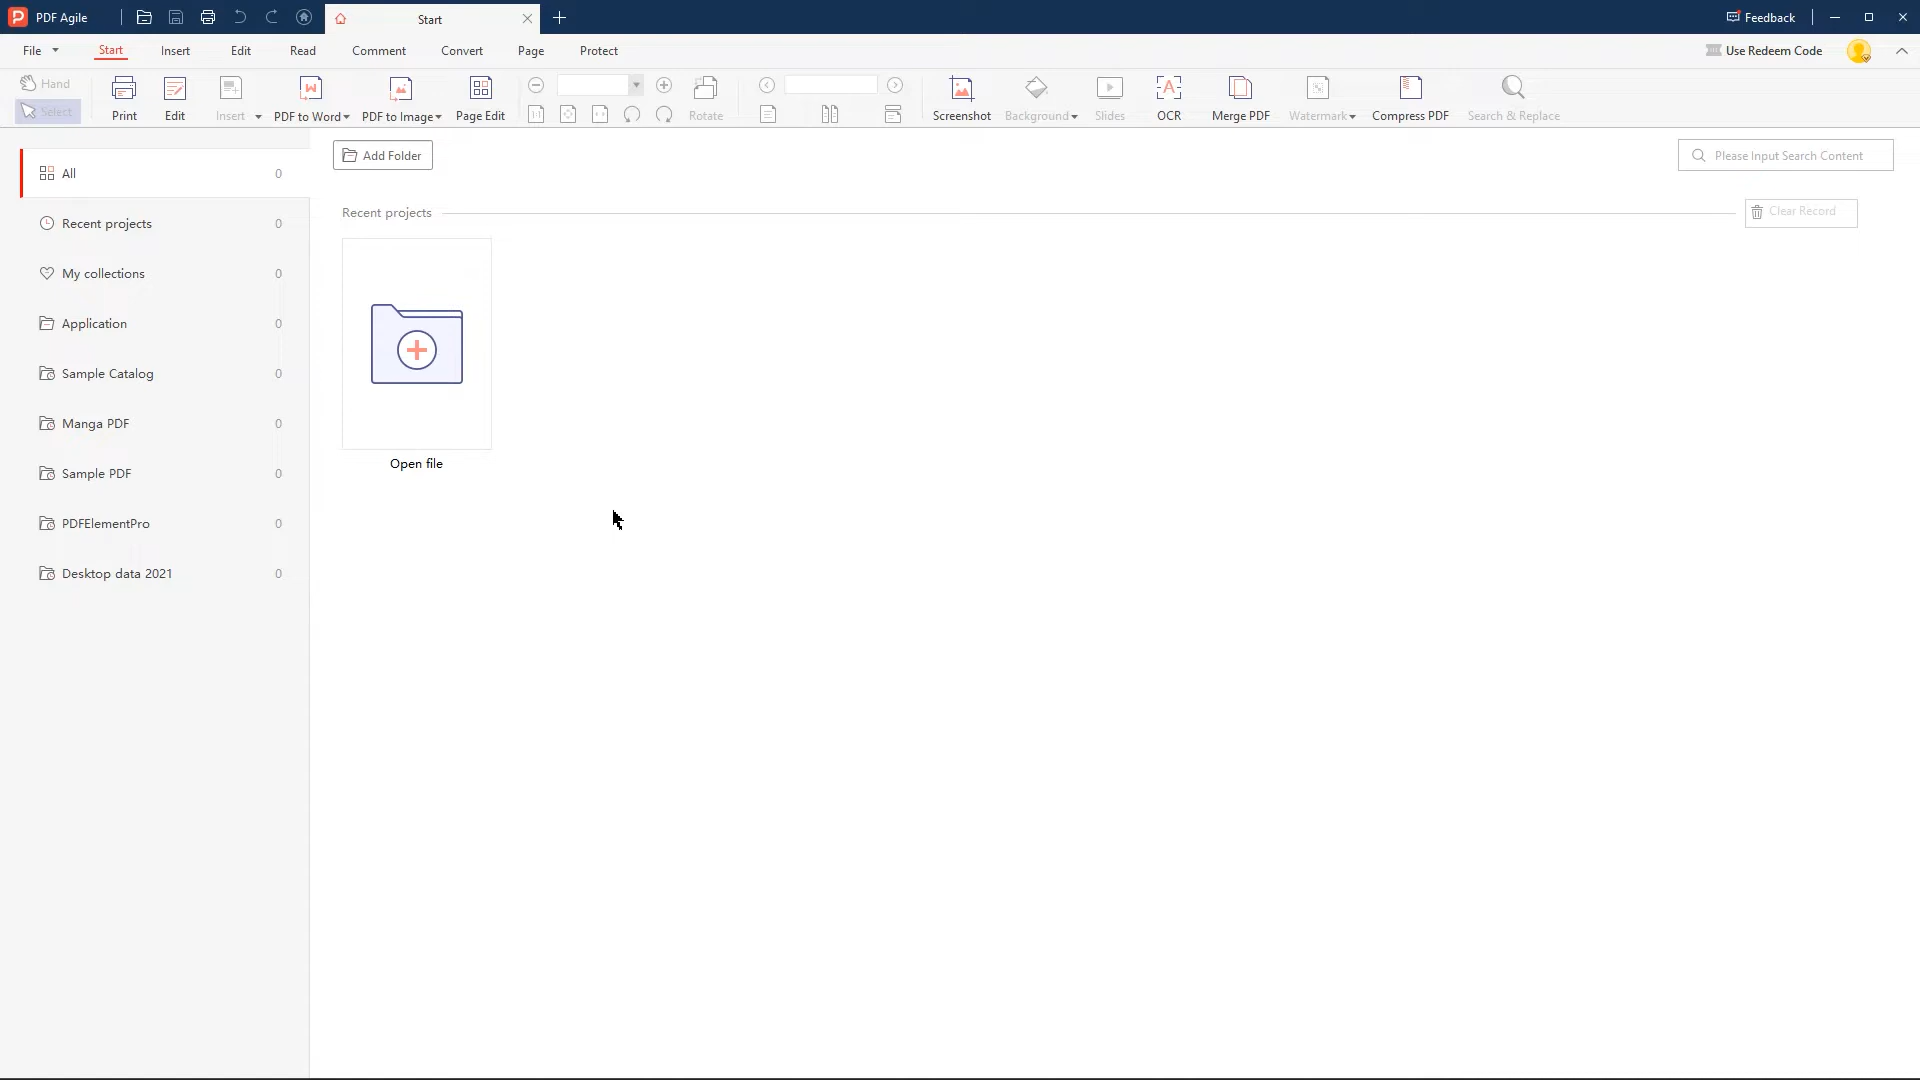 PDF Agile
Start
Feedback
File
Start
Insert
Edit
Read
Comment
Convert
Page
Protect
Use Redeem Code
Hand
Select
Print
Edit
Insert
PDF to Word
PDF to Image
Page Edit
Rotate
Screenshot
Background
Slides
OCR
Merge PDF
Watermark
Compress PDF
Search & Replace
Add Folder
Please Input Search Content
All 0
Recent projects 0
My collections 0
Application 0
Sample Catalog 0
Manga PDF 0
Sample PDF 0
PDFElementPro 0
Desktop data 2021 0
Recent projects
Clear Record
Open file